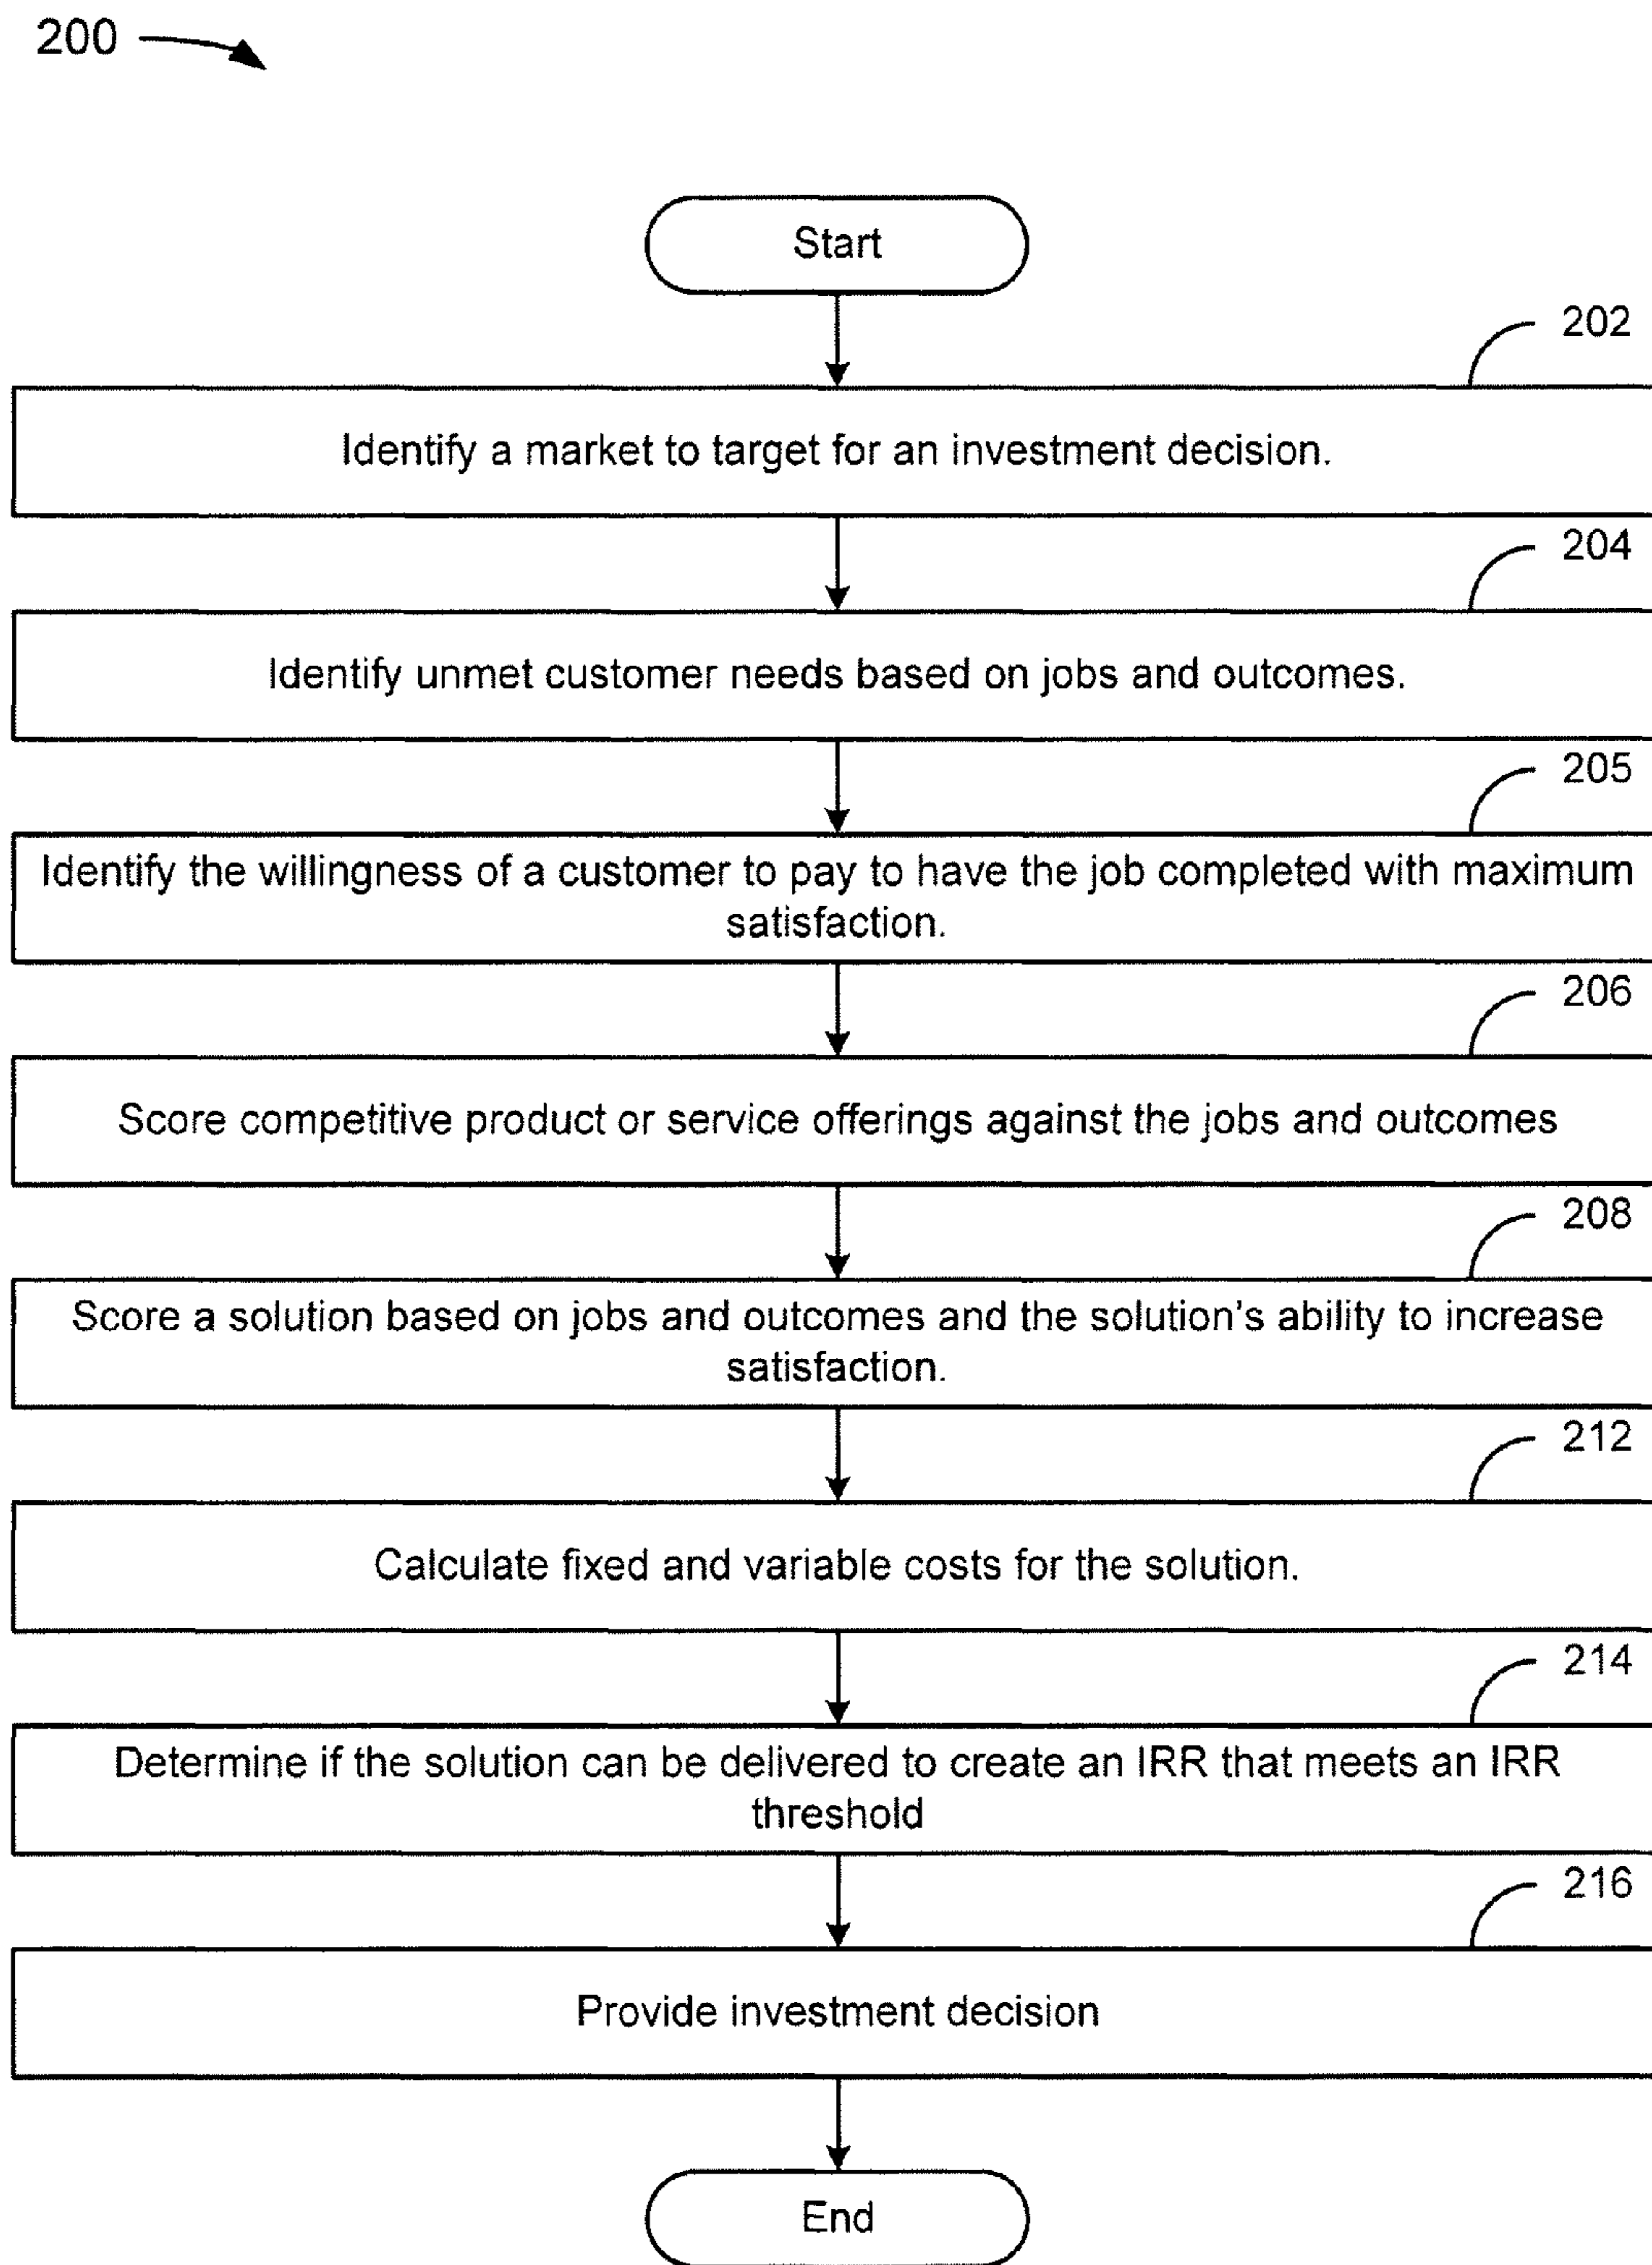 200
Start
202
Identify a market to target for an investment decision.
204
Identify unmet customer needs based on jobs and outcomes.
205
Identify the willingness of a customer to pay to have the job completed with maximum
satisfaction.
206
Score competitive product or service offerings against the jobs and outcomes
208
Score a solution based on jobs and outcomes and the solution's ability to increase
satisfaction.
212
Calculate fixed and variable costs for the solution.
214
Determine if the solution can be delivered to create an IRR that meets an IRR
threshold
216
Provide investment decision
End